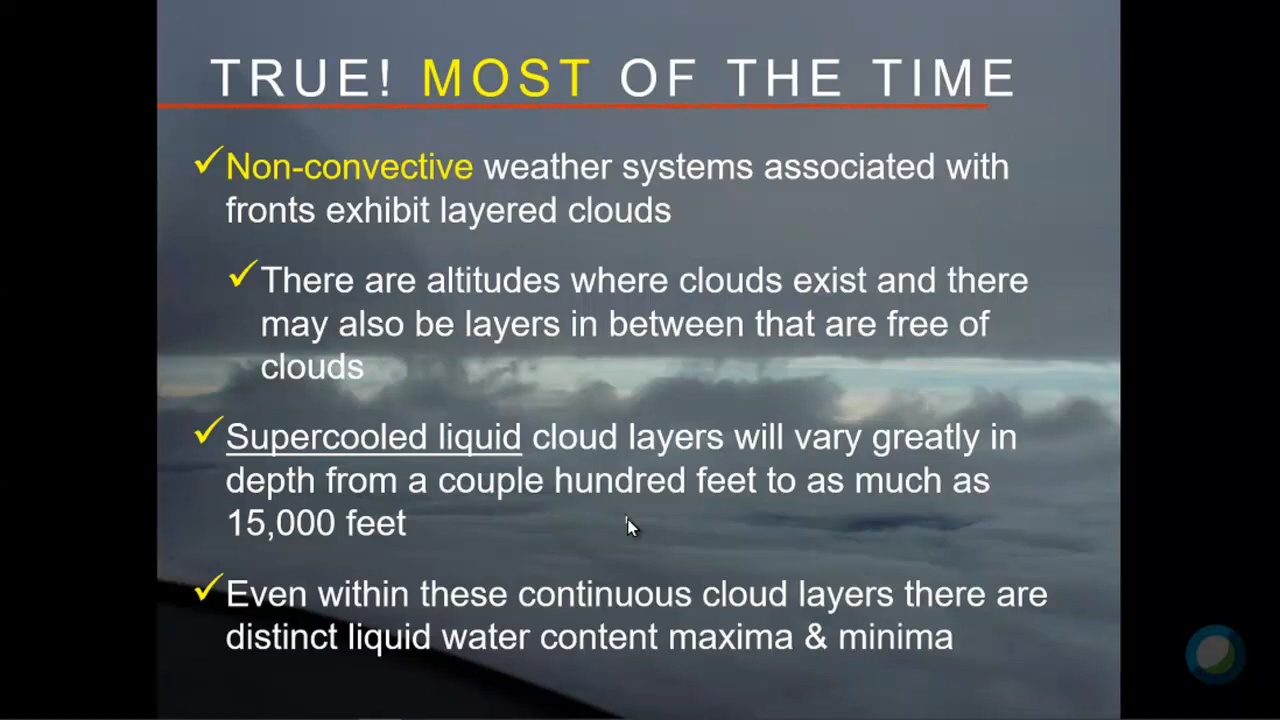 TRUE! MOST OF THE TIME
Non-convective weather systems associated with
fronts exhibit layered clouds
There are altitudes where clouds exist and there
may also be layers in between that are free of
clouds
Supercooled liquid cloud layers will vary greatly in
depth from a couple hundred feet to as much as
15,000 feet
Even within these continuous cloud layers there are
distinct liquid water content maxima & minima